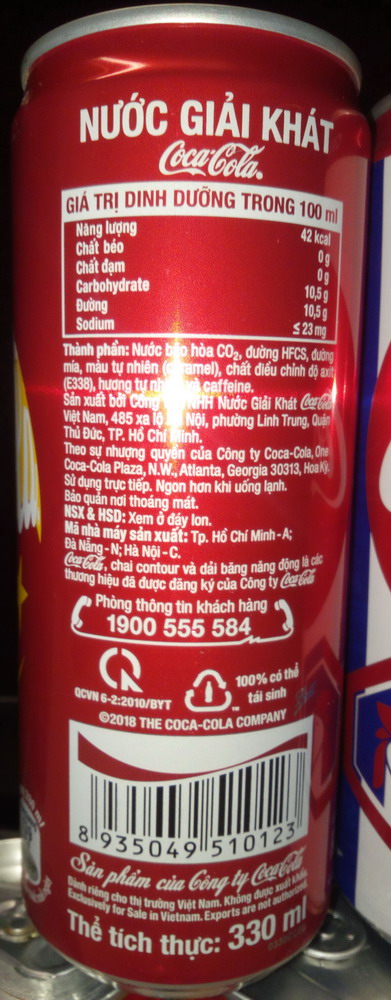 NƯỚC GIẢI KHÁT
Coca-Cola.
GIÁ TRỊ DINH DƯỠNG TRONG 100 ml
Năng lượng 42 kcal
Chất béo 0 g
Chất đạm 0 g
Carbohydrate 10,5 g
Đường 10,5 g
Sodium ≤ 23 mg
Thành phần: Nước bão hòa CO₂, đường HFCS, đường
mía, màu tự nhiên (caramel), chất điều chỉnh độ axit
(E338), hương tự nhiên và caffeine.
Sản xuất bởi Công ty TNHH Nước Giải Khát Coca-Cola
Việt Nam, 485 xa lộ Hà Nội, phường Linh Trung, Quận
Thủ Đức, TP. Hồ Chí Minh.
Theo sự nhượng quyền của Công ty Coca-Cola, One
Coca-Cola Plaza, N.W., Atlanta, Georgia 30313, Hoa Kỳ.
Sử dụng trực tiếp. Ngon hơn khi uống lạnh.
Bảo quản nơi thoáng mát.
NSX & HSD: Xem ở đáy lon.
Mã nhà máy sản xuất: Tp. Hồ Chí Minh - A;
Đà Nẵng - N; Hà Nội - C.
Coca-Cola, chai contour và dải băng năng động là các
thương hiệu đã được đăng ký của Công ty Coca-Cola
Phòng thông tin khách hàng
1900 555 584
QCVN 6-2:2010/BYT
100% có thể
tái sinh
©2018 THE COCA-COLA COMPANY
8 935049 510123
Sản phẩm của Công ty Coca-Cola
Dành riêng cho thị trường Việt Nam. Không được xuất khẩu.
Exclusively for Sale in Vietnam. Exports are not authorized.
Thể tích thực: 330 ml